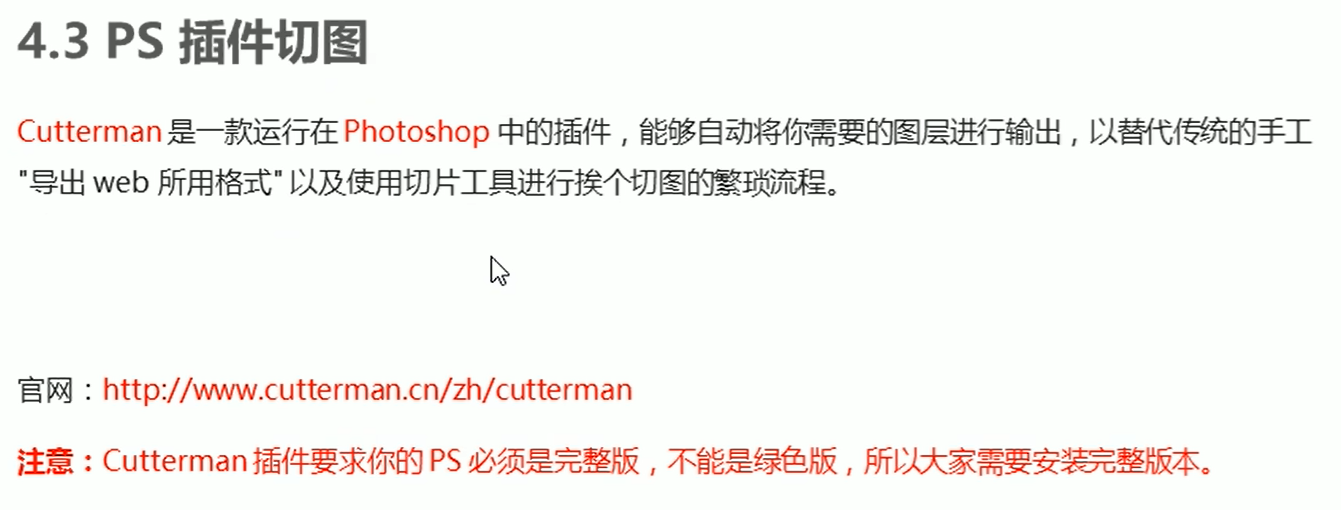 4.3 PS 插件切图
Cutterman 是一款运行在 Photoshop 中的插件，能够自动将你需要的图层进行输出，以替代传统的手工
"导出 web 所用格式" 以及使用切片工具进行挨个切图的繁琐流程。
官网：http://www.cutterman.cn/zh/cutterman
注意：Cutterman 插件要求你的 PS 必须是完整版，不能是绿色版，所以大家需要安装完整版本。